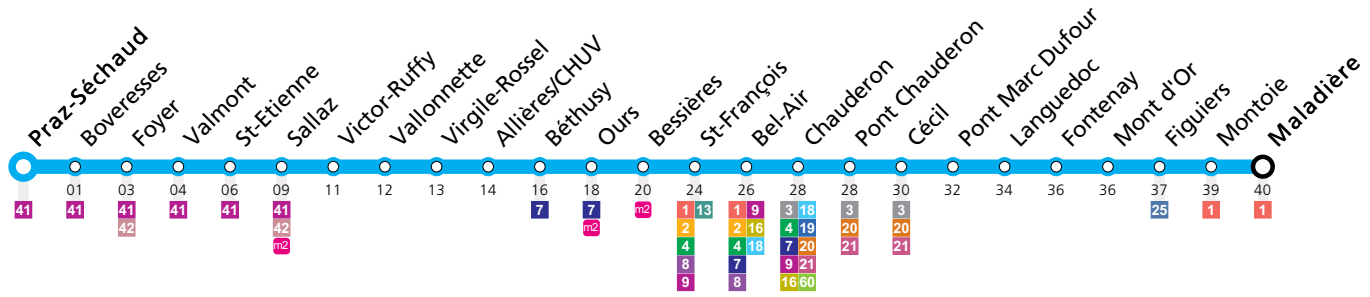 Praz-Séchaud
Boveresses
Foyer
Valmont
St-Etienne
Sallaz
Victor-Ruffy
Vallonnette
Virgile-Rossel
Allières/CHUV
Béthusy
Ours
Bessières
St-François
Bel-Air
Chauderon
Pont Chauderon
Cécil
Pont Marc Dufour
Languedoc
Fontenay
Mont d'Or
Figuiers
Montoie
Maladière
01 03 04 06 09 11 12 13 14 16 18 20 24 26 28 28 30 32 34 36 36 37 39 40
41 41 41 41 41 41 7 7 m2 1 13 1 9 3 18 3 3 25 1 1
42 42 m2 2 2 16 4 19 20 20
m2 4 4 18 7 20 21 21
8 7 9 21
9 8 16 60